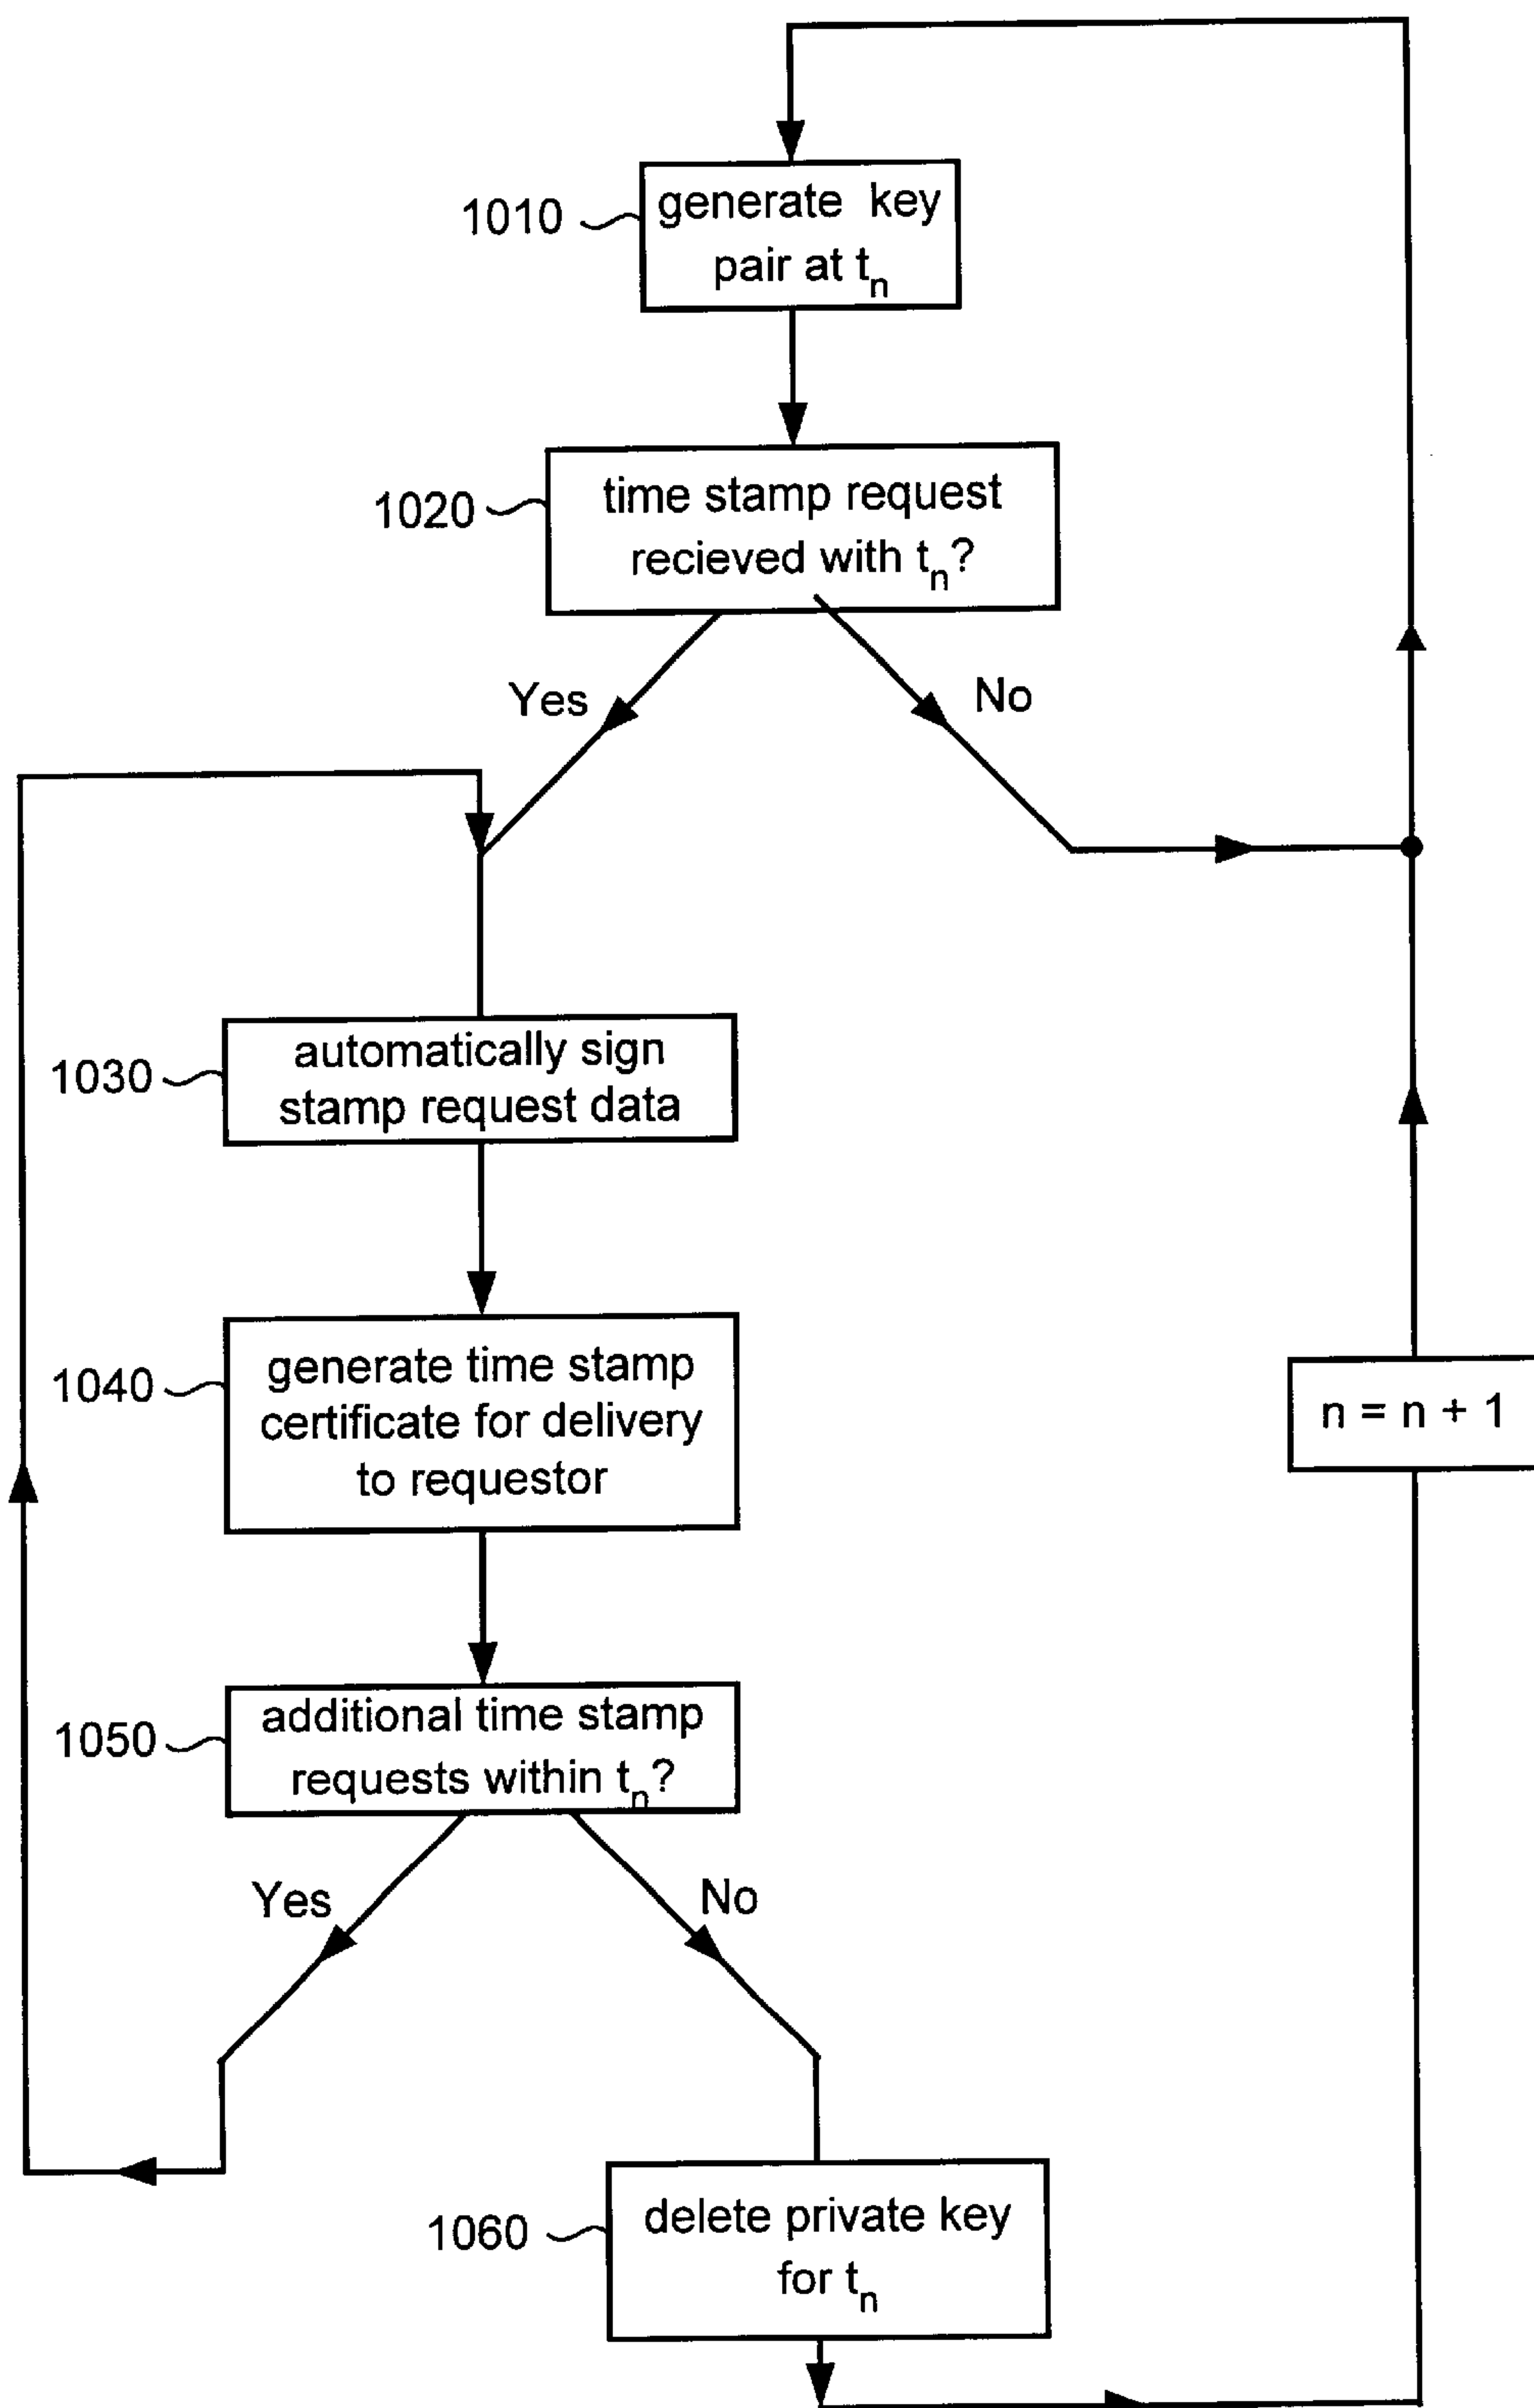 1010
generate key
pair at tn
1020
time stamp request
recieved with tn?
Yes
No
1030
automatically sign
stamp request data
1040
generate time stamp
certificate for delivery
to requestor
n = n + 1
1050
additional time stamp
requests within tn?
Yes
No
1060
delete private key
for tn